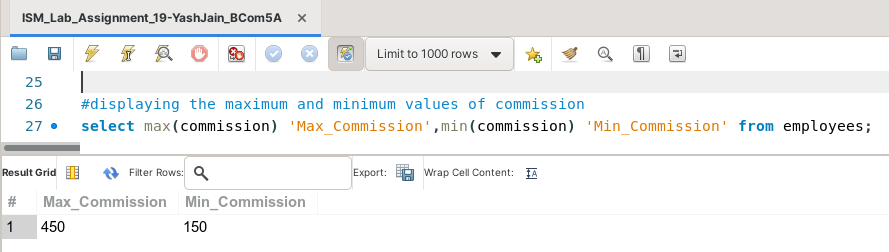 ISM_Lab_Assignment_19-YashJain_BCom5A ×
Limit to 1000 rows
25
26 #displaying the maximum and minimum values of commission
27 select max(commission) 'Max_Commission',min(commission) 'Min_Commission' from employees;
Result Grid Filter Rows: Export: Wrap Cell Content:
# Max_Commission Min_Commission
1 450 150